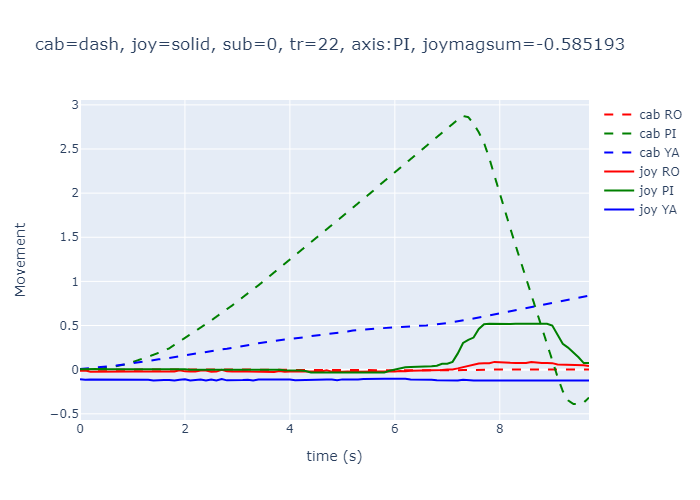 cab=dash, joy=solid, sub=0, tr=22, axis:PI, joymagsum=-0.585193
cab RO
cab PI
cab YA
joy RO
joy PI
joy YA
3
2.5
2
1.5
1
0.5
0
−0.5
Movement
0
2
4
6
8
time (s)